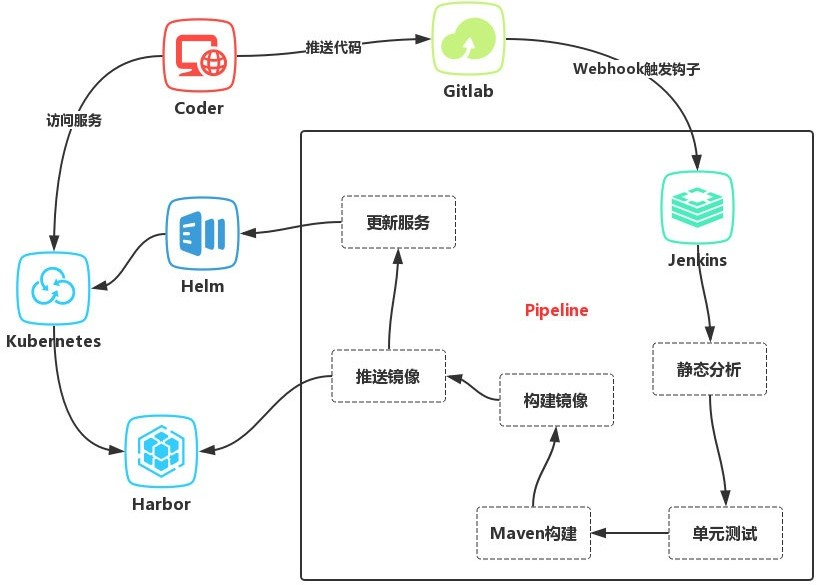 Coder
推送代码
Gitlab
Webhook触发钩子
访问服务
更新服务
Helm
Jenkins
Pipeline
Kubernetes
推送镜像
静态分析
构建镜像
Harbor
Maven构建
单元测试